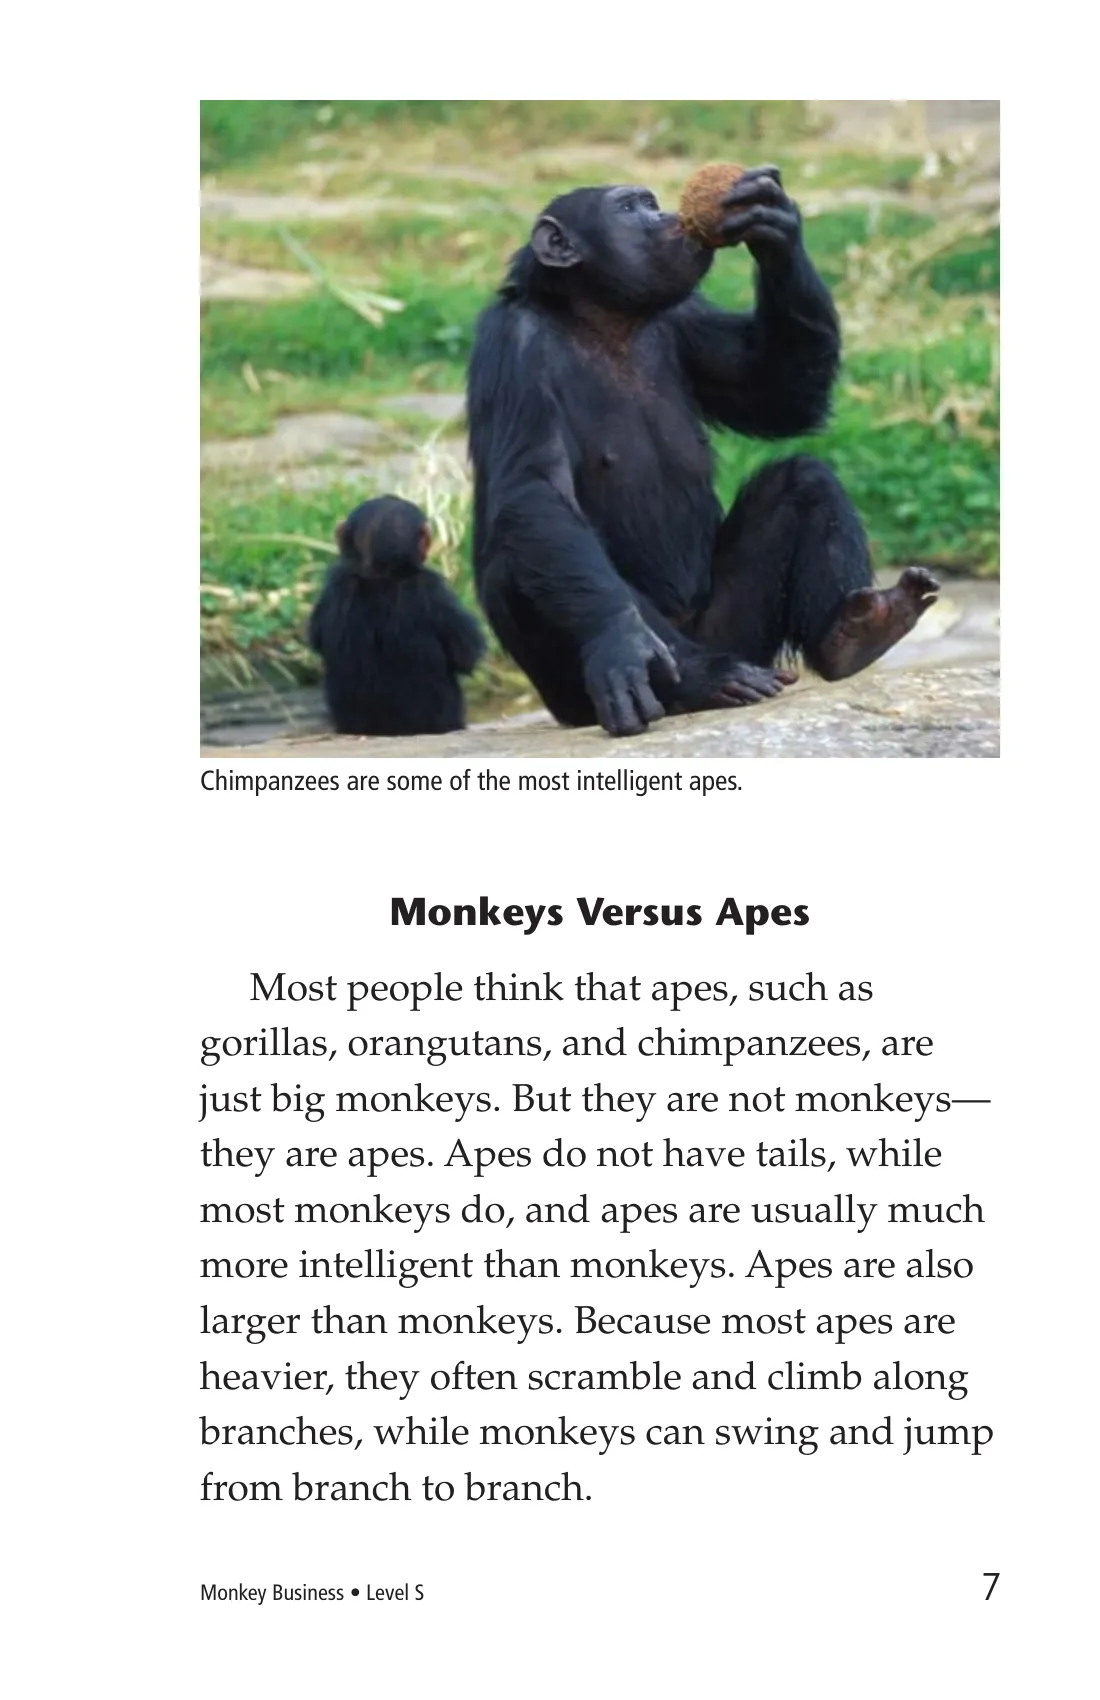 Chimpanzees are some of the most intelligent apes.
Monkeys Versus Apes
Most people think that apes, such as
gorillas, orangutans, and chimpanzees, are
just big monkeys. But they are not monkeys—
they are apes. Apes do not have tails, while
most monkeys do, and apes are usually much
more intelligent than monkeys. Apes are also
larger than monkeys. Because most apes are
heavier, they often scramble and climb along
branches, while monkeys can swing and jump
from branch to branch.
Monkey Business • Level S
7